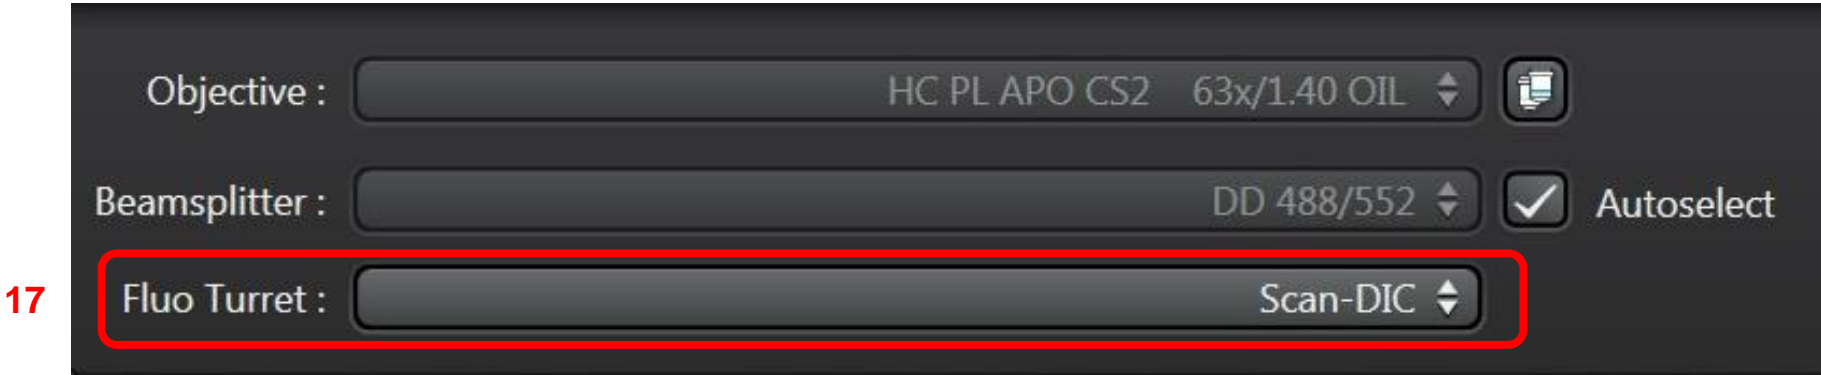 Objective : HC PL APO CS2 63x/1.40 OIL
Beamsplitter : DD 488/552 Autoselect
17 Fluo Turret : Scan-DIC